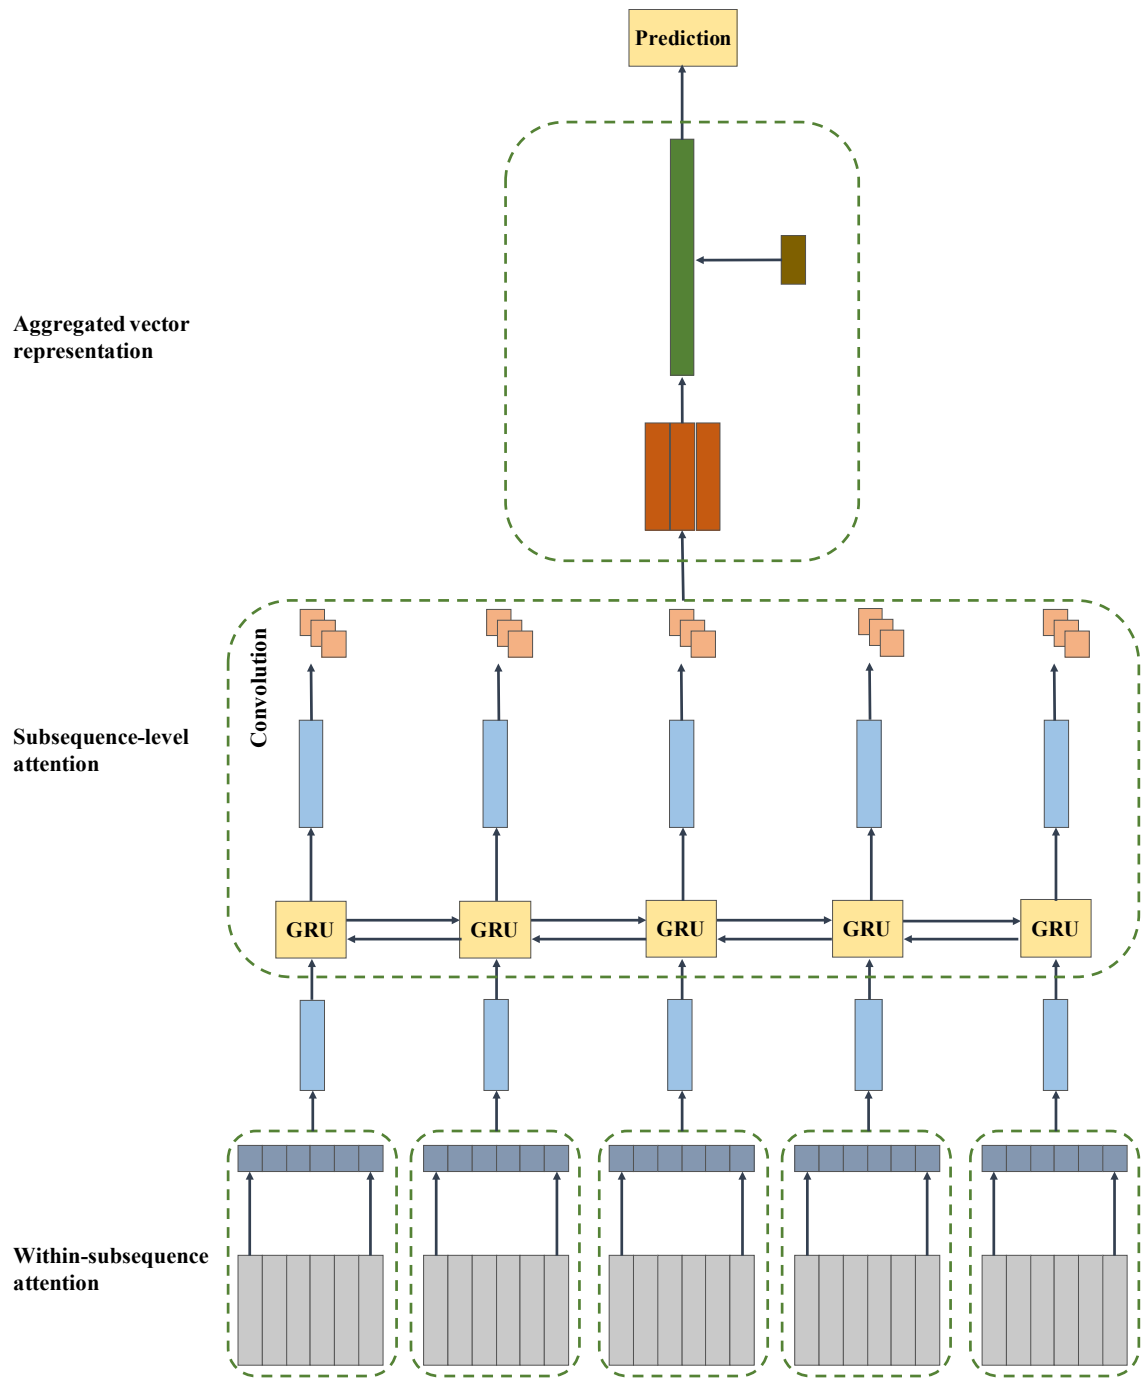 Prediction
Aggregated vector
representation
Convolution
Subsequence-level
attention
GRU
GRU
GRU
GRU
GRU
Within-subsequence
attention